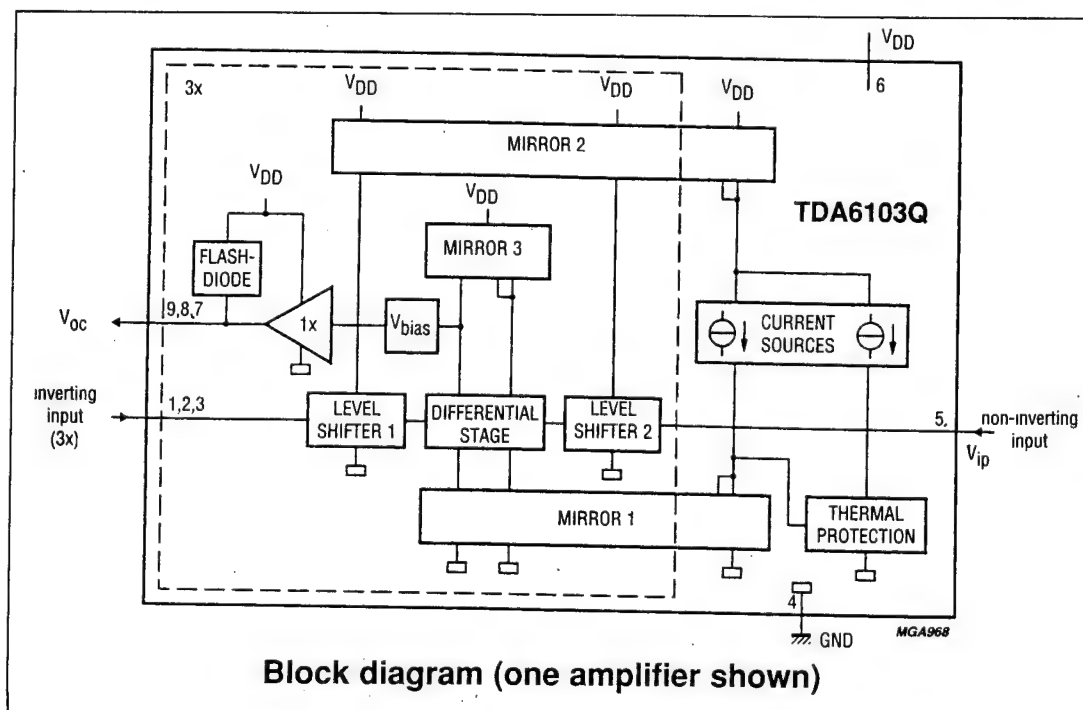 VDD
6
3x
VDD
VDD
VDD
MIRROR 2
VDD
VDD
TDA6103Q
MIRROR 3
FLASH-
DIODE
9,8,7
Voc
1x
Vbias
CURRENT
SOURCES
inverting
input
(3x)
1,2,3
LEVEL
SHIFTER 1
DIFFERENTIAL
STAGE
LEVEL
SHIFTER 2
5.
non-inverting
input
Vip
MIRROR 1
THERMAL
PROTECTION
4
GND
MGA968
Block diagram (one amplifier shown)